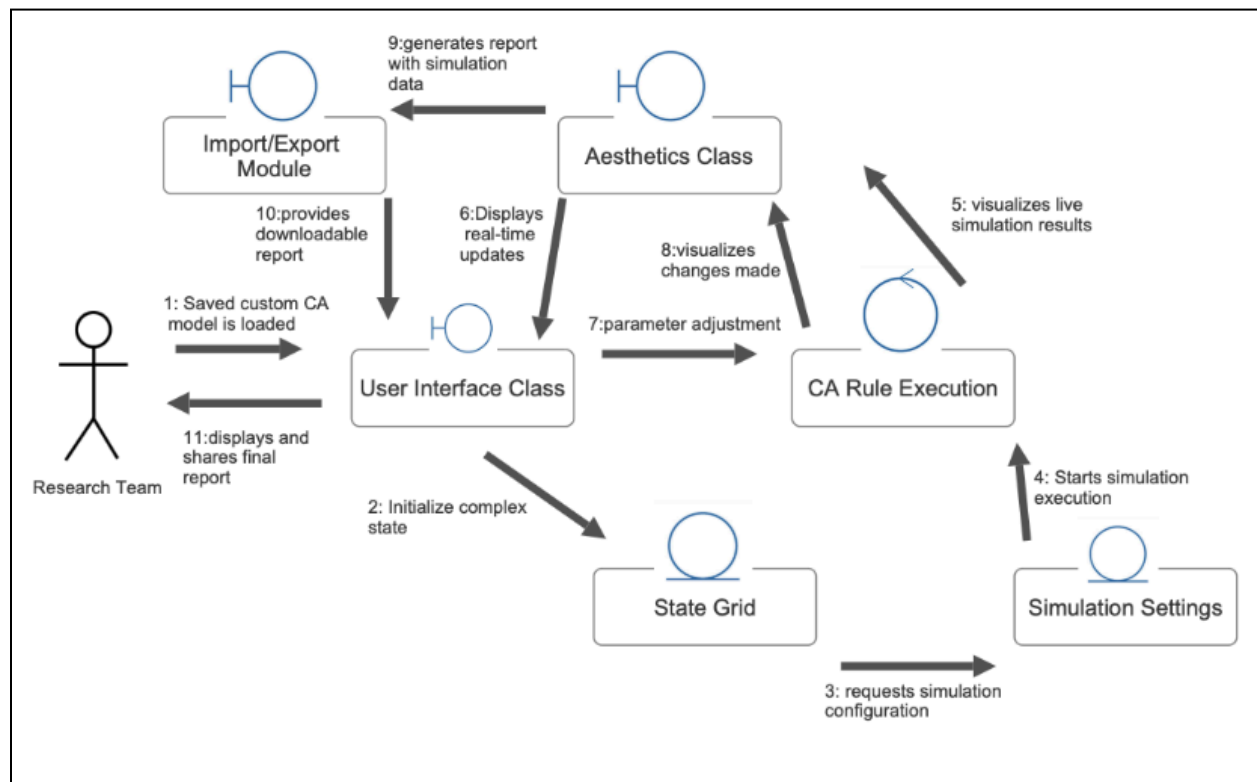 9:generates report
with simulation
data
Import/Export
Module
Aesthetics Class
10:provides
downloadable
report
6:Displays
real-time
updates
5: visualizes live
simulation results
8:visualizes
changes made
1: Saved custom CA
model is loaded
7:parameter adjustment
User Interface Class
CA Rule Execution
11:displays and
shares final
report
Research Team
2: Initialize complex
state
4: Starts simulation
execution
State Grid
Simulation Settings
3: requests simulation
configuration